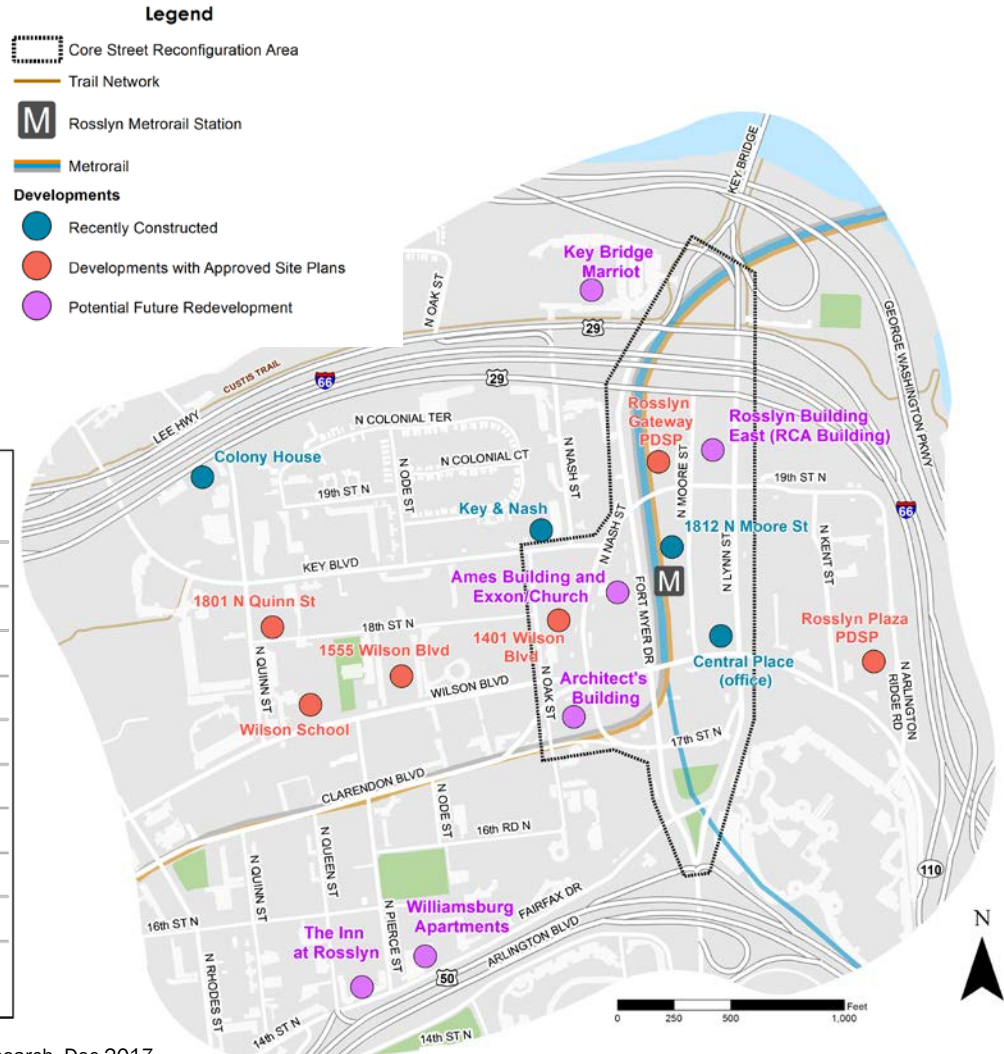 Legend
Core Street Reconfiguration Area
Trail Network
M
Rosslyn Metrorail Station
Metrorail
Developments
Recently Constructed
Developments with Approved Site Plans
Potential Future Redevelopment
KEY BRIDGE
Key Bridge
Marriot
N OAK ST
29
GEORGE WASHINGTON PKWY
CUSTIS TRAIL
66
29
LEE HWY
Rosslyn
Gateway
PDSP
Rosslyn Building
East (RCA Building)
N COLONIAL TER
N COLONIAL CT
N NASH ST
N MOORE ST
Colony House
N ODE ST
19th ST N
19th ST N
66
Key & Nash
N NASH ST
1812 N Moore St
N LYNN ST
N KENT ST
KEY BLVD
Ames Building and
Exxon/Church
M
FORT MYER DR
1801 N Quinn St
18th ST N
1401 Wilson
Blvd
Rosslyn Plaza
PDSP
N QUINN ST
1555 Wilson Blvd
WILSON BLVD
N OAK ST
Central Place
(office)
Architect's
Building
N ARLINGTON
RIDGE RD
Wilson School
17th ST N
CLARENDON BLVD
N ODE ST
16th RD N
N QUEEN ST
N QUINN ST
110
N PIERCE ST
FAIRFAX DR
Williamsburg
Apartments
16th ST N
The Inn
at Rosslyn
ARLINGTON BLVD
N
N RHODES ST
50
14th ST N
14th ST N
Feet
0 250 500 1,000
Dec 2017